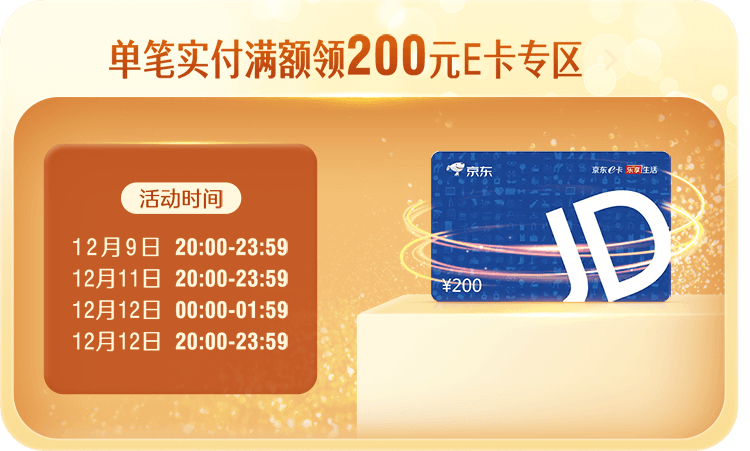 单笔实付满额领200元E卡专区
活动时间
12月9日 20:00-23:59
12月11日 20:00-23:59
12月12日 00:00-01:59
12月12日 20:00-23:59
京东
京东e卡 乐享生活
JD
¥200